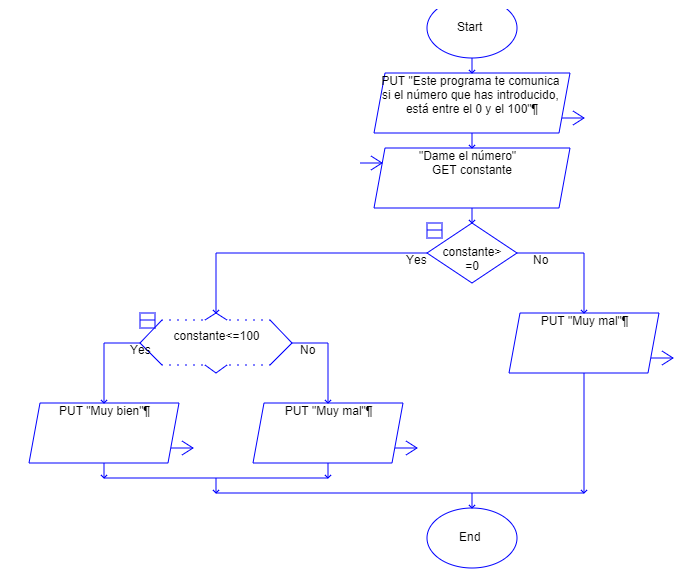 Start
PUT "Este programa te comunica
si el número que has introducido,
está entre el 0 y el 100"¶
"Dame el número"
GET constante
constante>
=0
Yes
No
PUT "Muy mal"¶
constante<=100
Yes
No
PUT "Muy bien"¶
PUT "Muy mal"¶
End